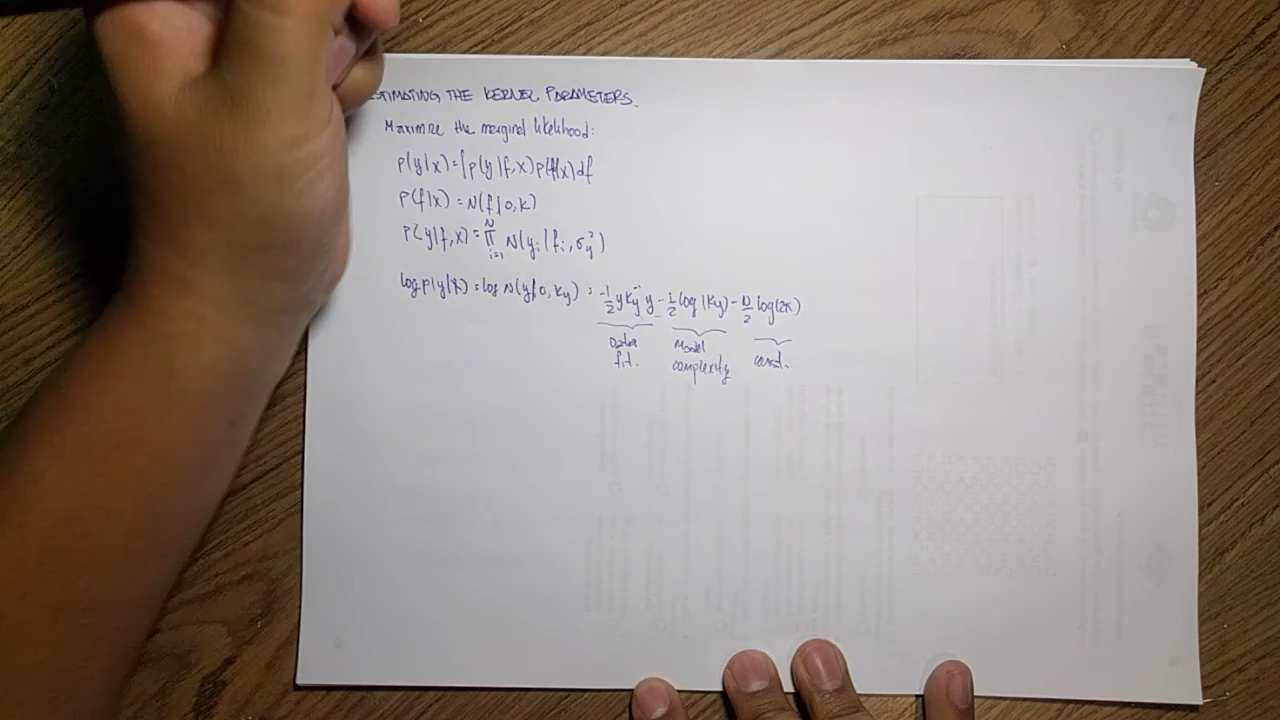 ESTIMATING THE KERNEL PARAMETERS.
Maximize the marginal likelihood:
p(y|x) = ∫p(y|f,x)p(f|x)df
p(f|x) = N(f|0,K)
p(y|f,x) = ∏_{i=1}^{N} N(y_i|f_i,σ_y^2)
log p(y|x) = log N(y|0,K_y) = -1/2 y K_y^{-1} y - 1/2 log|K_y| - N/2 log(2π)
Data fit. Model complexity const.